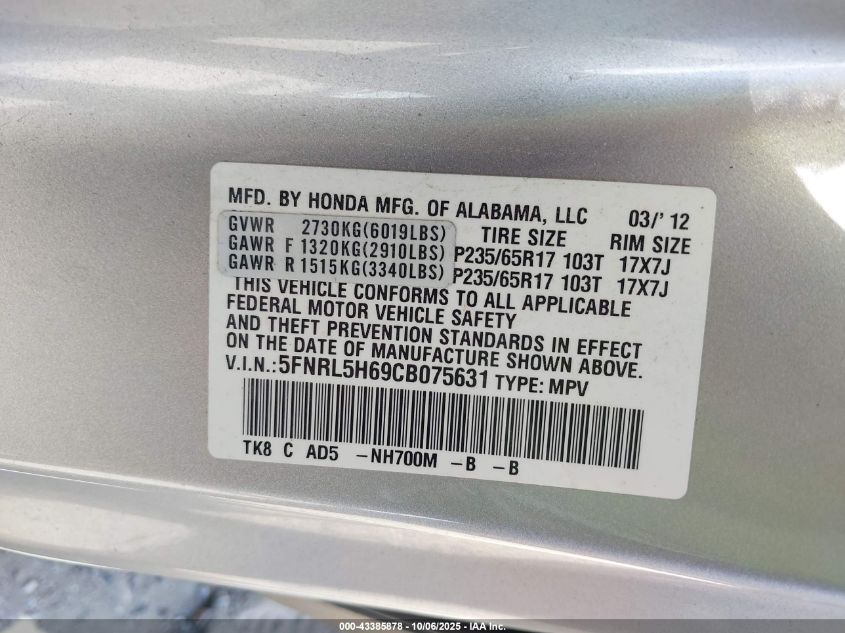 MFD. BY HONDA MFG. OF ALABAMA, LLC 03/'12
GVWR 2730KG(6019LBS) TIRE SIZE RIM SIZE
GAWR F 1320KG(2910LBS) P235/65R17 103T 17X7J
GAWR R 1515KG(3340LBS) P235/65R17 103T 17X7J
THIS VEHICLE CONFORMS TO ALL APPLICABLE
FEDERAL MOTOR VEHICLE SAFETY
AND THEFT PREVENTION STANDARDS IN EFFECT
ON THE DATE OF MANUFACTURE SHOWN ABOVE.
V.I.N.:5FNRL5H69CB075631 TYPE: MPV
TK8 C AD5 -NH700M -B -B
000-43385878 - 10/06/2025 - IAA Inc.